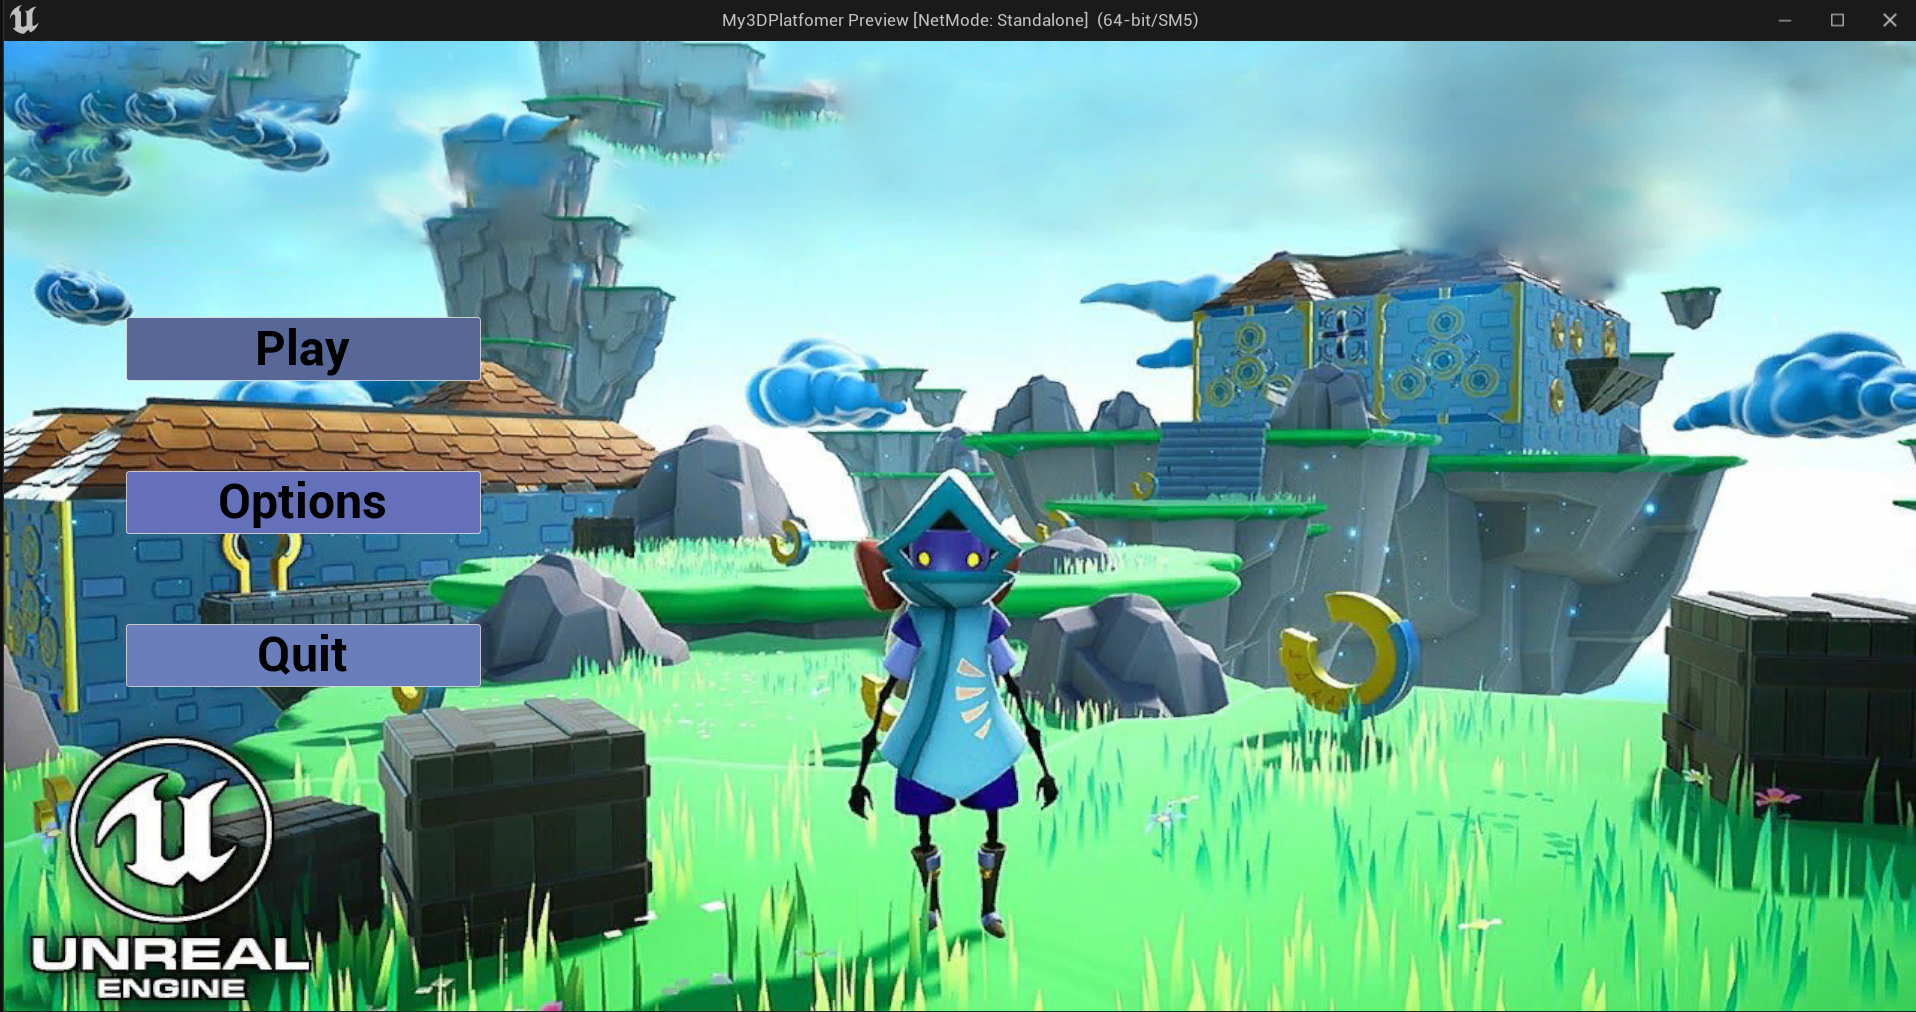 My3DPlatfomer Preview [NetMode: Standalone]  (64-bit/SM5)
Play
Options
Quit
UNREAL
ENGINE